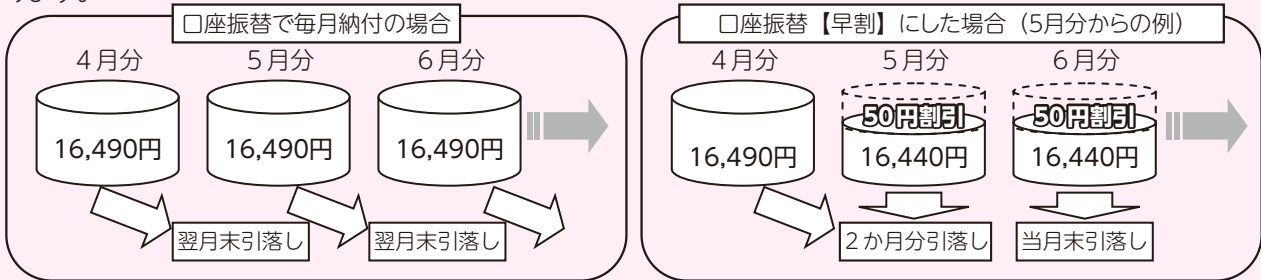 ります。
口座振替で毎月納付の場合
4月分 5月分 6月分
16,490円 16,490円 16,490円
翌月末引落し 翌月末引落し
口座振替【早割】にした場合（5月分からの例）
4月分 5月分 6月分
50円割引 50円割引
16,490円 16,440円 16,440円
2か月分引落し 当月末引落し